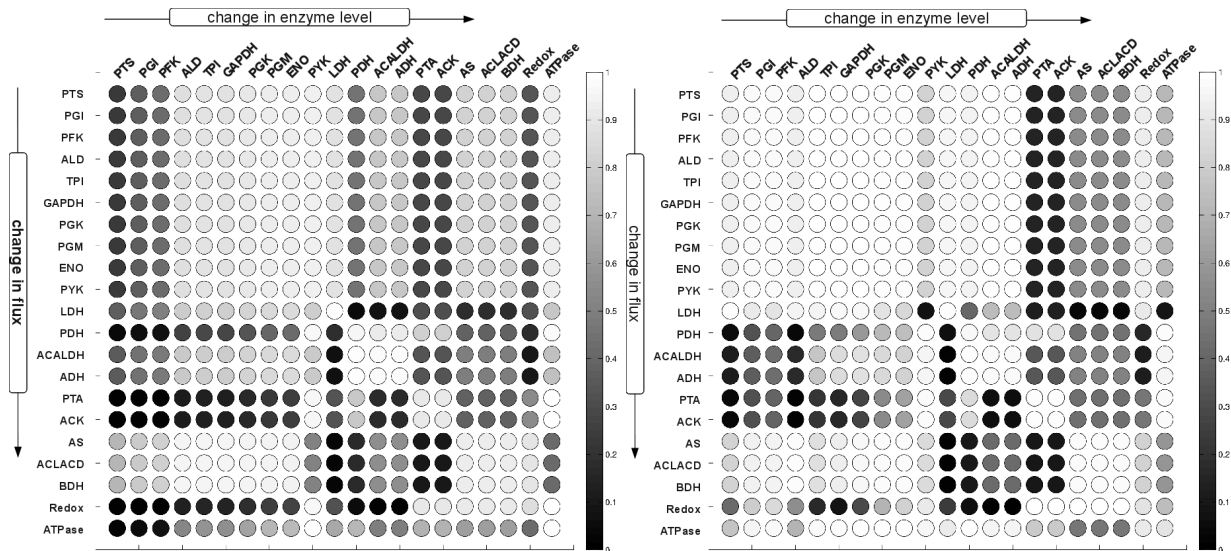 change in enzyme level
PTS PGI PFK ALD TPI GAPDH PGK PGM ENO PYK LDH PDH ACALDH ADH PTA ACK AS ACLACD BDH Redox ATPase
change in flux
PTS
PGI
PFK
ALD
TPI
GAPDH
PGK
PGM
ENO
PYK
LDH
PDH
ACALDH
ADH
PTA
ACK
AS
ACLACD
BDH
Redox
ATPase
1
0.9
0.8
0.7
0.6
0.5
0.4
0.3
0.2
0.1
0
change in enzyme level
PTS PGI PFK ALD TPI GAPDH PGK PGM ENO PYK LDH PDH ACALDH ADH PTA ACK AS ACLACD BDH Redox ATPase
change in flux
PTS
PGI
PFK
ALD
TPI
GAPDH
PGK
PGM
ENO
PYK
LDH
PDH
ACALDH
ADH
PTA
ACK
AS
ACLACD
BDH
Redox
ATPase
1
0.9
0.8
0.7
0.6
0.5
0.4
0.3
0.2
0.1
0